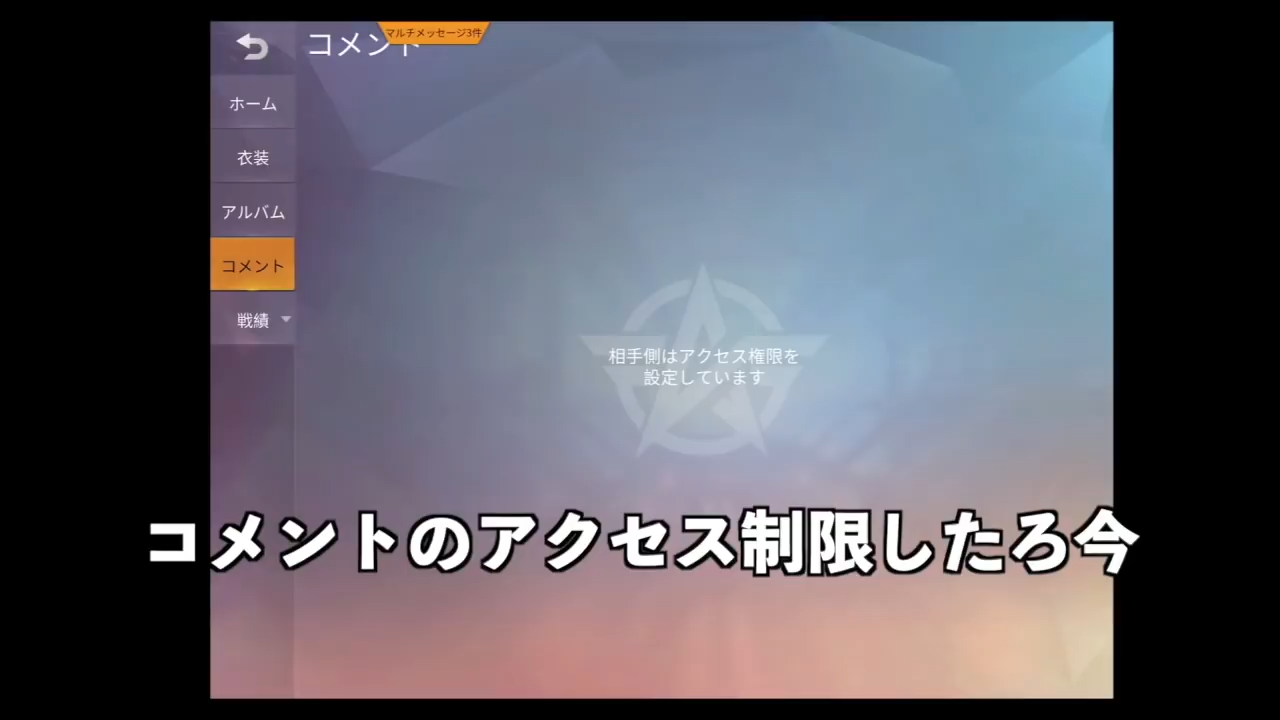 マルチメッセージ3件
コメント
ホーム
衣装
アルバム
コメント
戦績
相手側はアクセス権限を
設定しています
コメントのアクセス制限したろ今